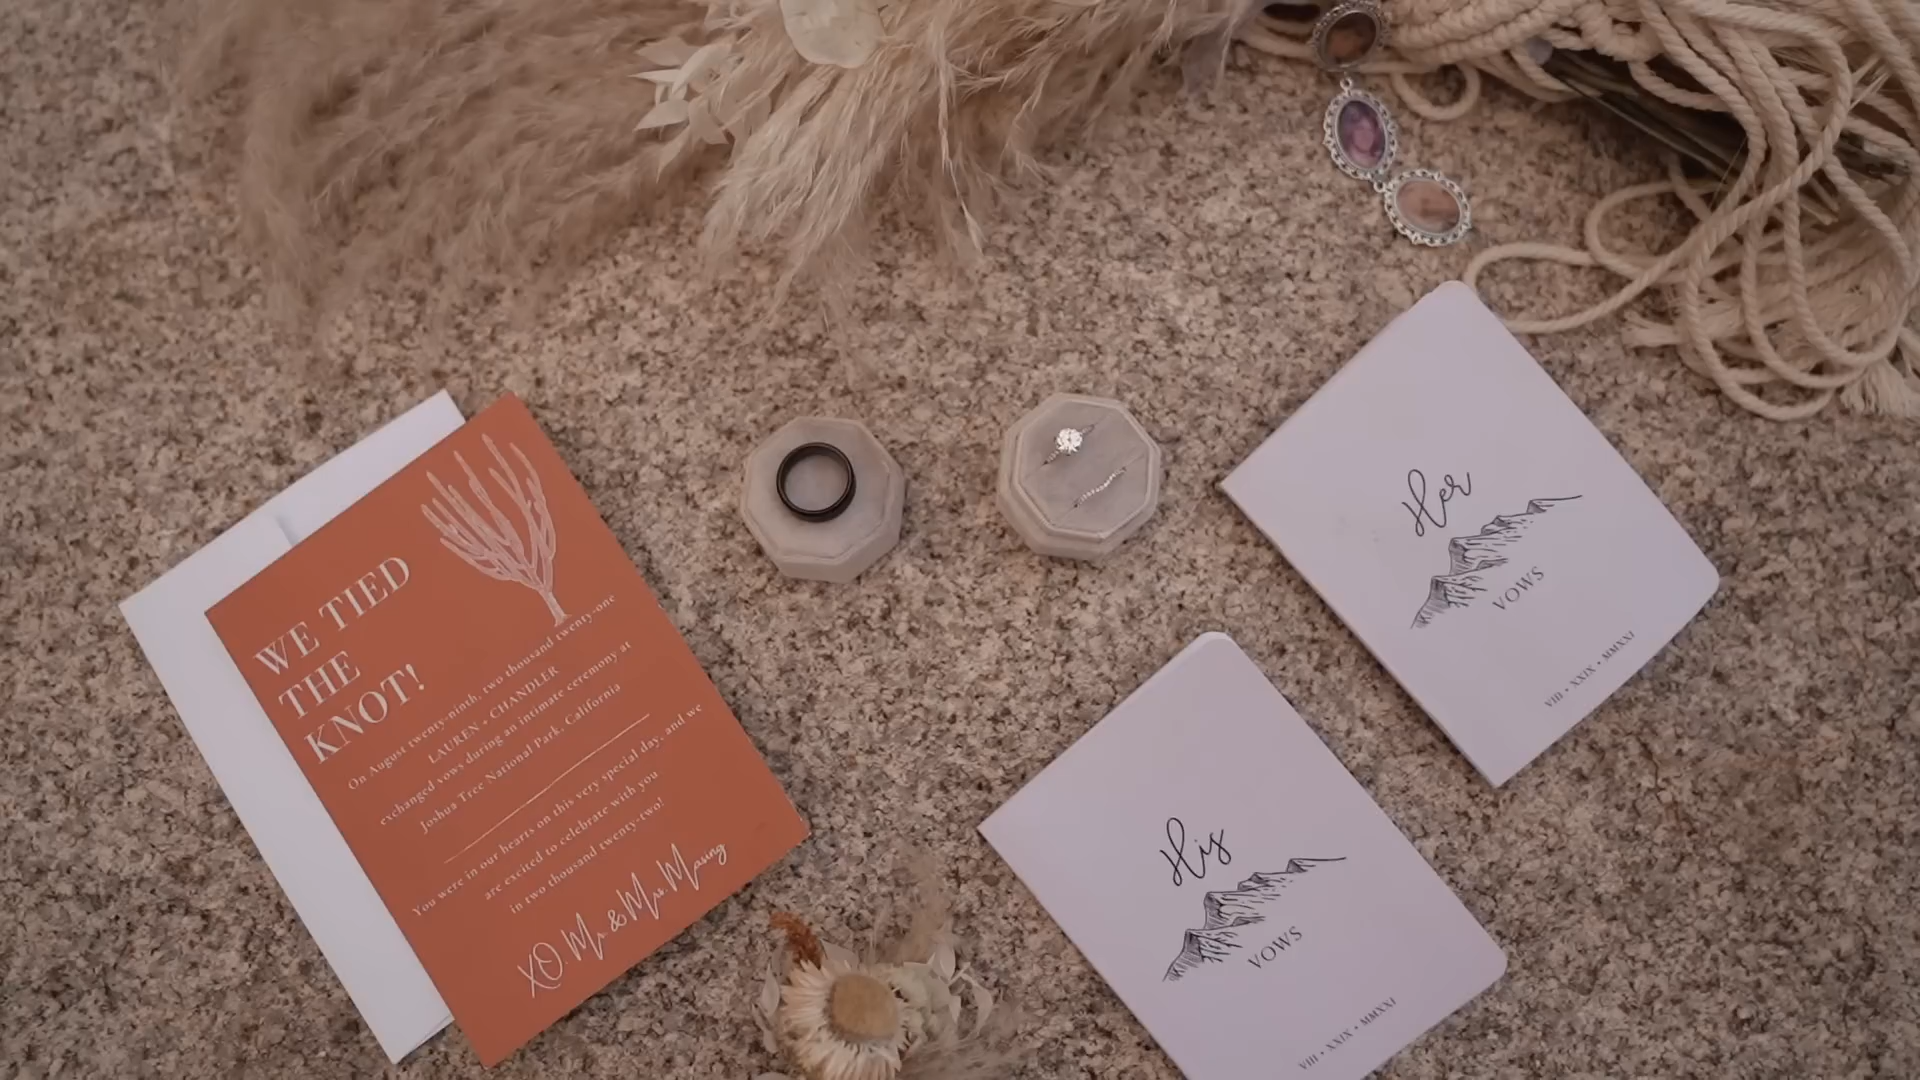 WE TIED
THE
KNOT!
On August twenty-ninth, two thousand twenty-one
LAUREN + CHANDLER
exchanged vows during an intimate ceremony at
Joshua Tree National Park, California
You were in our hearts on this very special day, and we
are excited to celebrate with you
in two thousand twenty-two!
XO, Mr. & Mrs.
His
VOWS
VIII • XXIX • MMXXI
Her
VOWS
VIII • XXIX • MMXXI